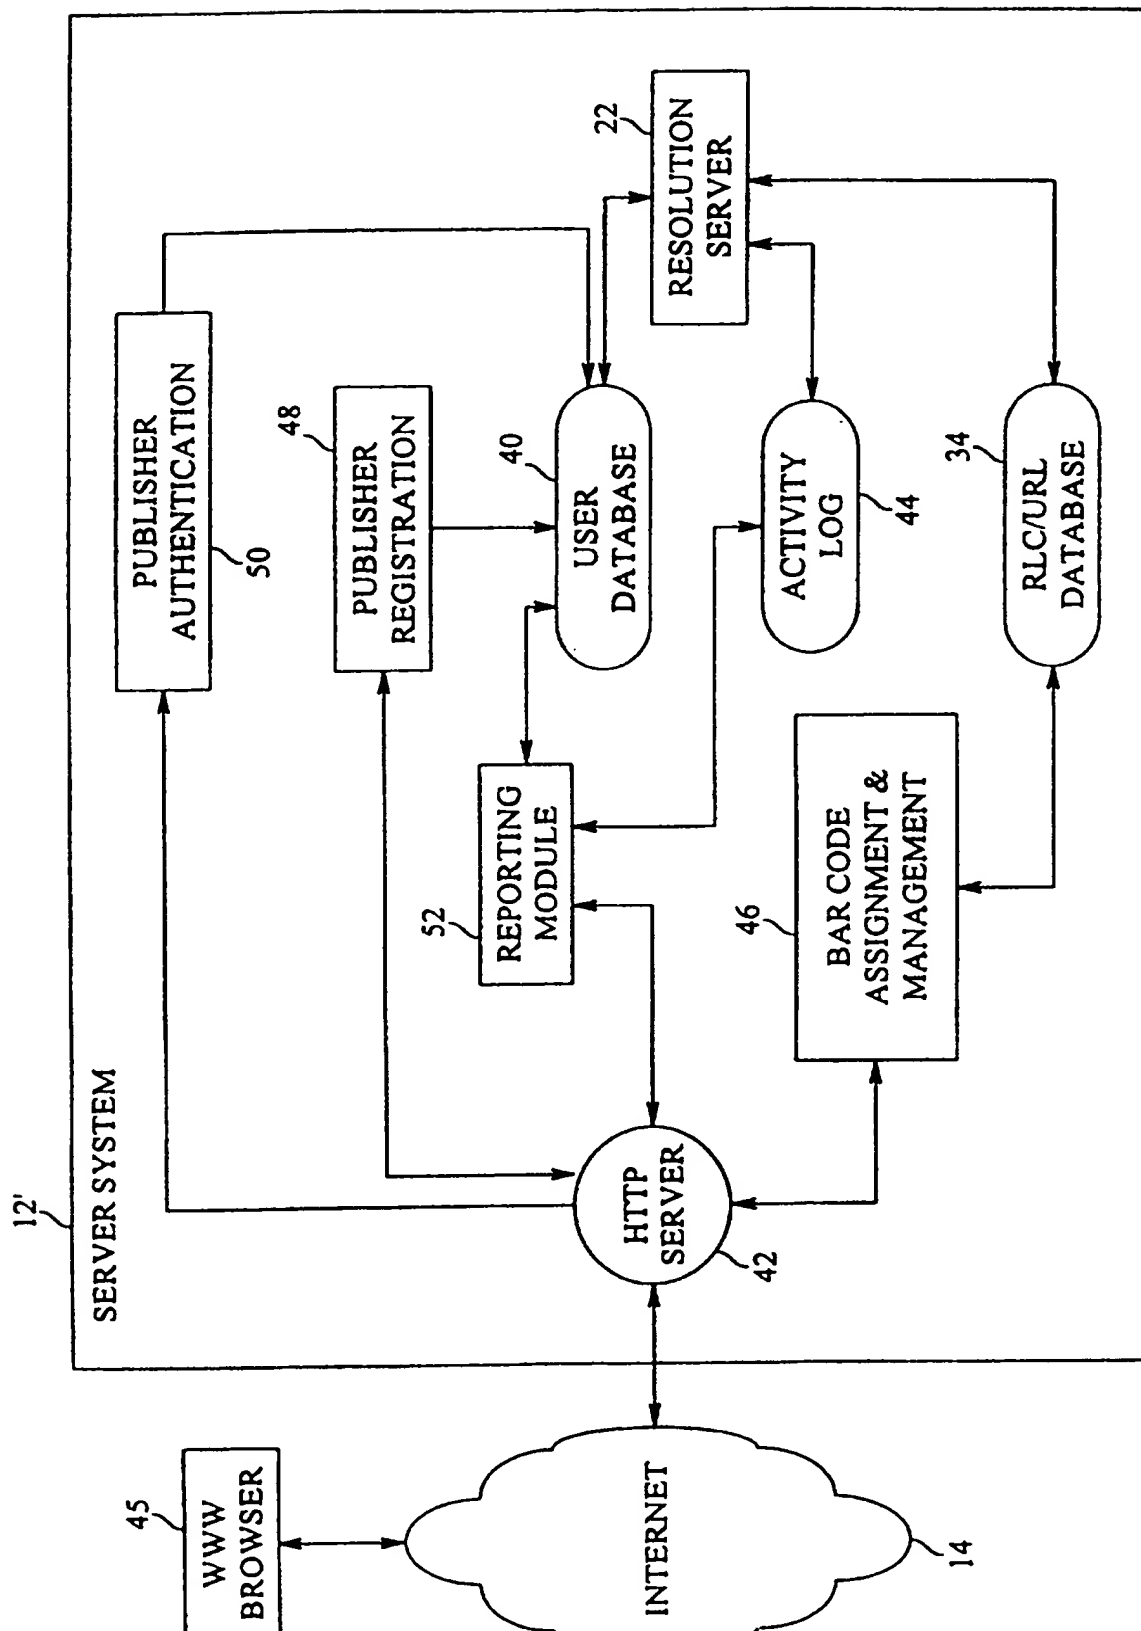 12'
SERVER SYSTEM
45
WWW
BROWSER
INTERNET
14
HTTP
SERVER
42
PUBLISHER
AUTHENTICATION
50
48
PUBLISHER
REGISTRATION
52
REPORTING
MODULE
40
USER
DATABASE
22
RESOLUTION
SERVER
ACTIVITY
LOG
44
46
BAR CODE
ASSIGNMENT &
MANAGEMENT
34
RLC/URL
DATABASE